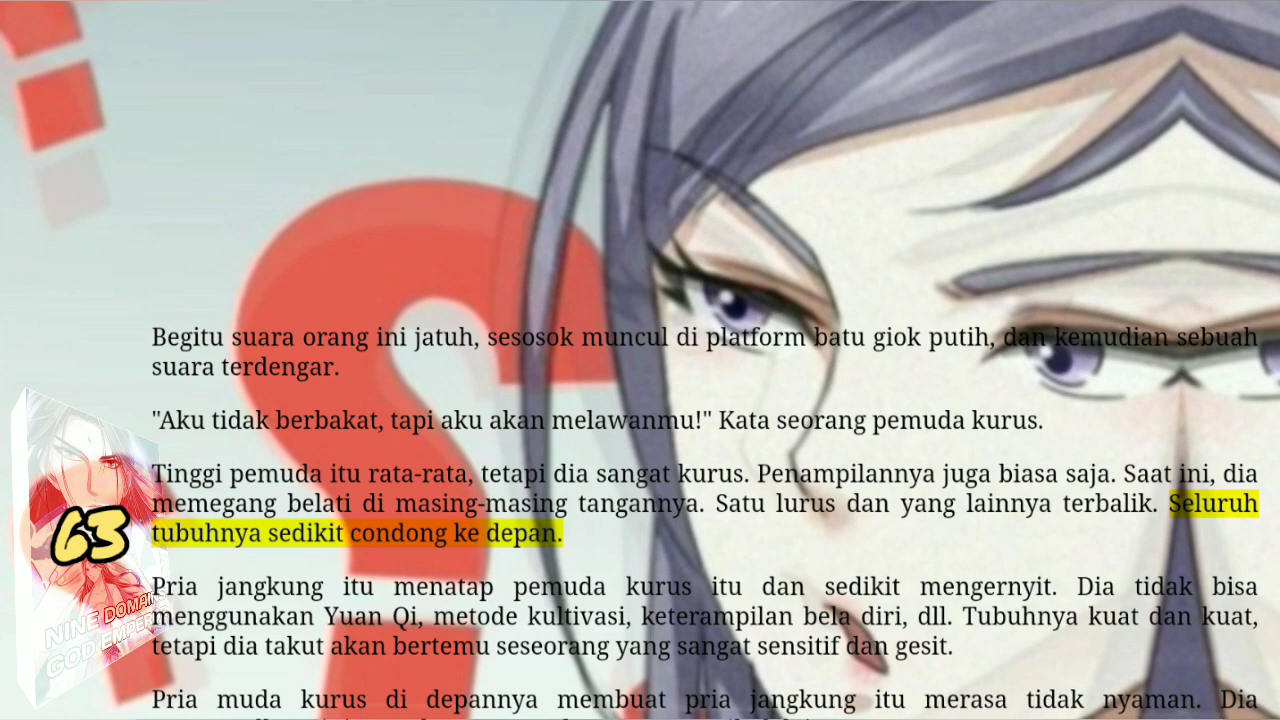 Begitu suara orang ini jatuh, sesosok muncul di platform batu giok putih, dan kemudian sebuah
suara terdengar.
"Aku tidak berbakat, tapi aku akan melawanmu!" Kata seorang pemuda kurus.
Tinggi pemuda itu rata-rata, tetapi dia sangat kurus. Penampilannya juga biasa saja. Saat ini, dia
memegang belati di masing-masing tangannya. Satu lurus dan yang lainnya terbalik. Seluruh
tubuhnya sedikit condong ke depan.
Pria jangkung itu menatap pemuda kurus itu dan sedikit mengernyit. Dia tidak bisa
menggunakan Yuan Qi, metode kultivasi, keterampilan bela diri, dll. Tubuhnya kuat dan kuat,
tetapi dia takut akan bertemu seseorang yang sangat sensitif dan gesit.
Pria muda kurus di depannya membuat pria jangkung itu merasa tidak nyaman. Dia
63
NINE DOMAIN
GOD EMPEROR